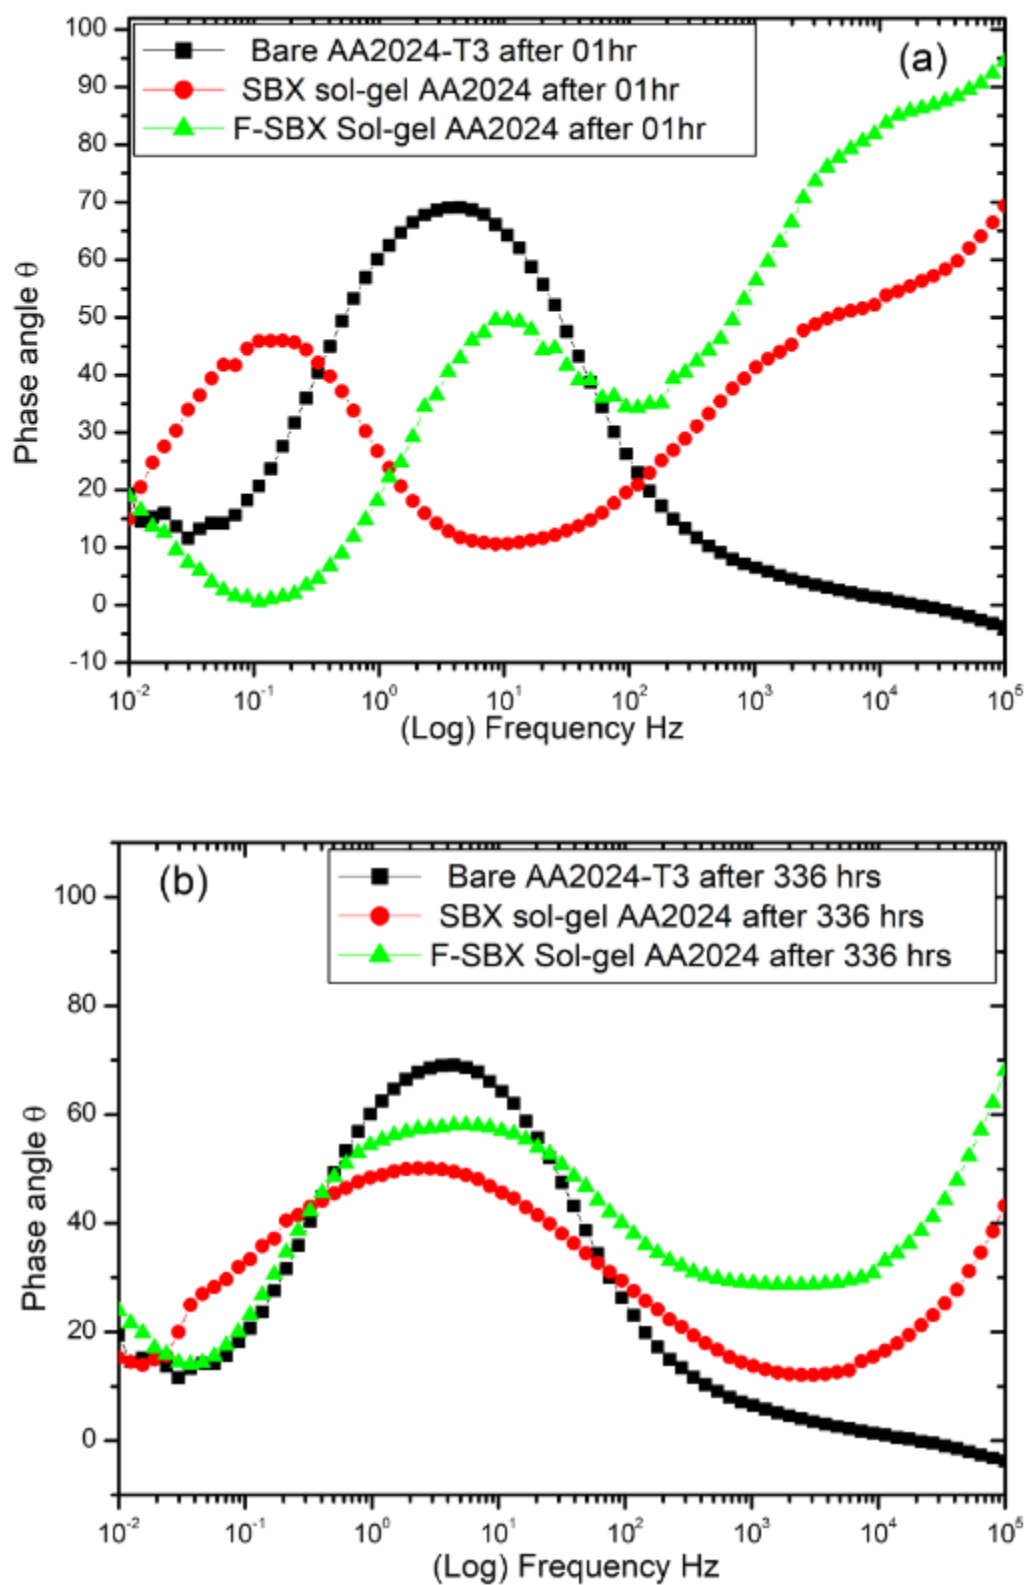 (a)
Bare AA2024-T3 after 01hr
SBX sol-gel AA2024 after 01hr
F-SBX Sol-gel AA2024 after 01hr
100
90
80
70
60
50
40
30
20
10
0
-10
Phase angle θ
10⁻² 10⁻¹ 10⁰ 10¹ 10² 10³ 10⁴ 10⁵
(Log) Frequency Hz
(b)
Bare AA2024-T3 after 336 hrs
SBX sol-gel AA2024 after 336 hrs
F-SBX Sol-gel AA2024 after 336 hrs
100
80
60
40
20
0
Phase angle θ
10⁻² 10⁻¹ 10⁰ 10¹ 10² 10³ 10⁴ 10⁵
(Log) Frequency Hz